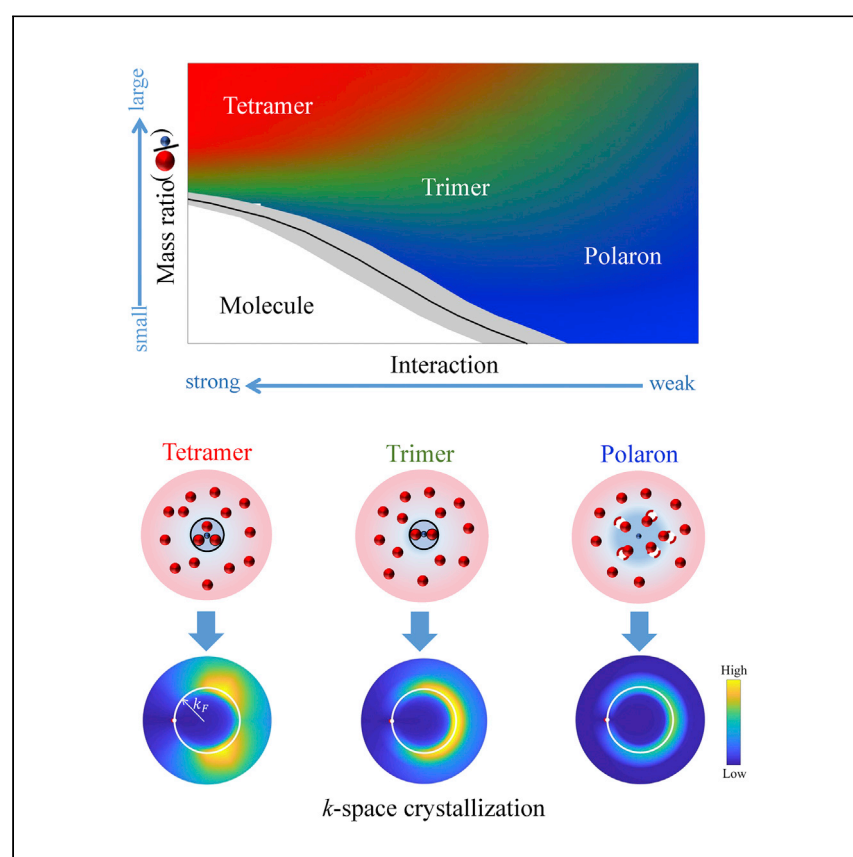 large
Tetramer
Mass ratio(/)
Trimer
Polaron
Molecule
small
Interaction
strong
weak
Tetramer
Trimer
Polaron
k_F
High
Low
k-space crystallization